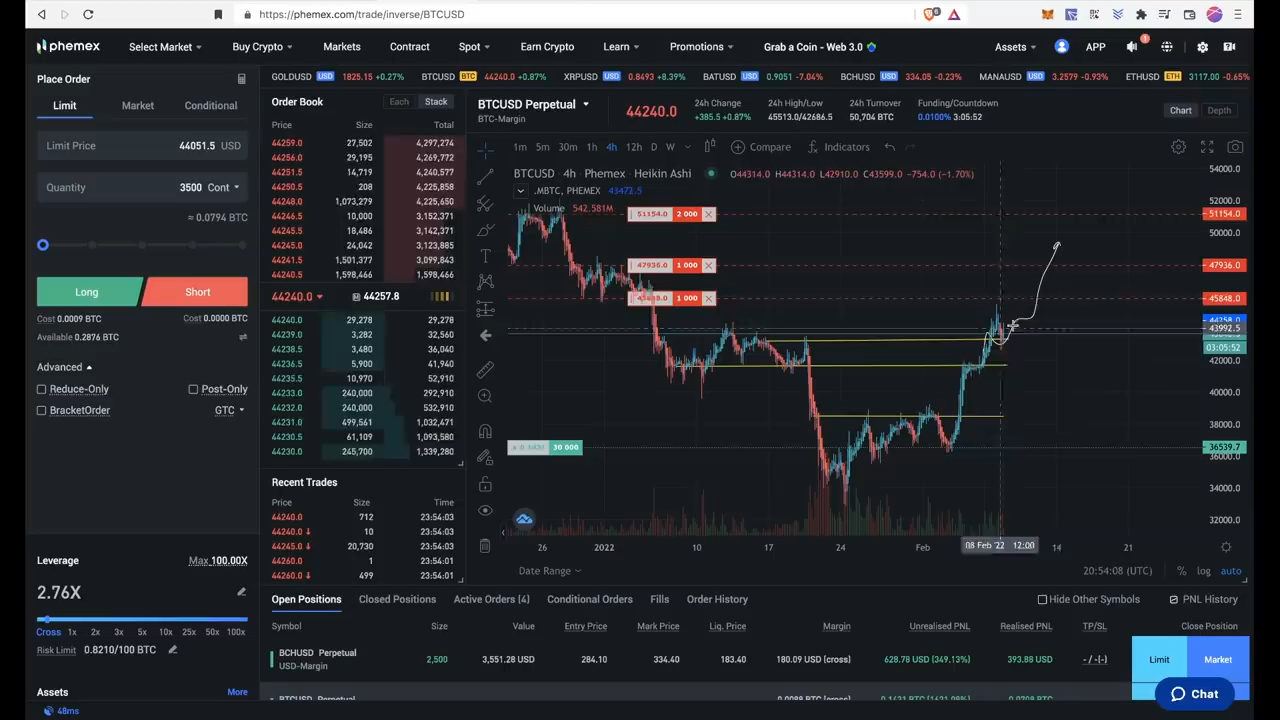 https://phemex.com/trade/inverse/BTCUSD
phemex Select Market Buy Crypto Markets Contract Spot Earn Crypto Learn Promotions Grab a Coin - Web 3.0 Assets APP 1
Place Order
Limit Market Conditional
Limit Price 44051.5 USD
Quantity 3500 Cont
≈ 0.0794 BTC
Long Short
Cost 0.0009 BTC Cost 0.0000 BTC
Available 0.2876 BTC
Advanced
Reduce-Only Post-Only
BracketOrder GTC
Leverage Max 100.00X
2.76X
Cross 1x 2x 3x 5x 10x 25x 50x 100x
Risk Limit 0.8210/100 BTC
Assets More
48ms
GOLDUSD USD 1825.15 +0.27% BTCUSD BTC 44240.0 +0.87% XRPUSD USD 0.8493 +8.39% BATUSD USD 0.9051 -7.04% BCHUSD USD 334.05 -0.23% MANAUSD USD 3.2579 -0.93% ETHUSD ETH 3117.00 -0.65%
Order Book Each Stack
Price Size Total
44259.0 27,502 4,297,274
44256.0 29,195 4,269,772
44251.5 14,719 4,240,577
44250.5 208 4,225,858
44248.0 1,073,279 4,225,650
44246.5 10,000 3,152,371
44245.5 18,486 3,142,371
44245.0 24,042 3,123,885
44241.5 1,501,377 3,099,843
44240.5 1,598,466 1,598,466
44240.0 44257.8
44240.0 29,278 29,278
44239.0 3,282 32,560
44238.5 3,480 36,040
44236.5 5,900 41,940
44235.5 10,970 52,910
44233.0 240,000 292,910
44232.0 240,000 532,910
44231.0 499,561 1,032,471
44230.5 61,109 1,093,580
44230.0 245,700 1,339,280
Recent Trades
Price Size Time
44240.0 712 23:54:03
44240.0 10 23:54:03
44245.0 20,730 23:54:03
44260.0 1 23:54:01
44260.0 499 23:54:01
BTCUSD Perpetual
BTC-Margin
44240.0
24h Change
+385.5 +0.87%
24h High/Low
45513.0/42686.5
24h Turnover
50,704 BTC
Funding/Countdown
0.0100% 3:05:52
Chart Depth
1m 5m 30m 1h 4h 12h D W Compare Indicators
BTCUSD · 4h · Phemex · Heikin Ashi O44314.0 H44314.0 L42910.0 C43599.0 -754.0 (-1.70%)
.MBTC, PHEMEX 43472.5
Volume 542.581M
51154.0 2 000
47936.0 1 000
1 000
30 000
54000.0
52000.0
51154.0
50000.0
47936.0
45848.0
43992.5
03:05:52
42000.0
40000.0
38000.0
36539.7
36000.0
34000.0
32000.0
26 2022 10 17 24 Feb 08 Feb '22 12:00 14 21
Date Range 20:54:08 (UTC) % log auto
Open Positions Closed Positions Active Orders (4) Conditional Orders Fills Order History Hide Other Symbols PNL History
Symbol Size Value Entry Price Mark Price Liq. Price Margin Unrealised PNL Realised PNL TP/SL Close Position
BCHUSD Perpetual
USD-Margin
2,500 3,551.28 USD 284.10 334.40 183.40 180.09 USD (cross) 628.78 USD (349.13%) 393.88 USD - / -(-) Limit Market
Chat